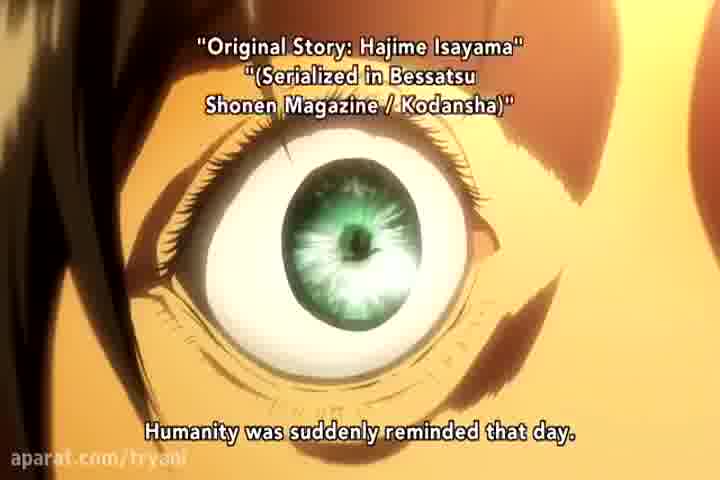 "Original Story: Hajime Isayama"
"(Serialized in Bessatsu
Shonen Magazine / Kodansha)"
Humanity was suddenly reminded that day.
aparat.com/tryani